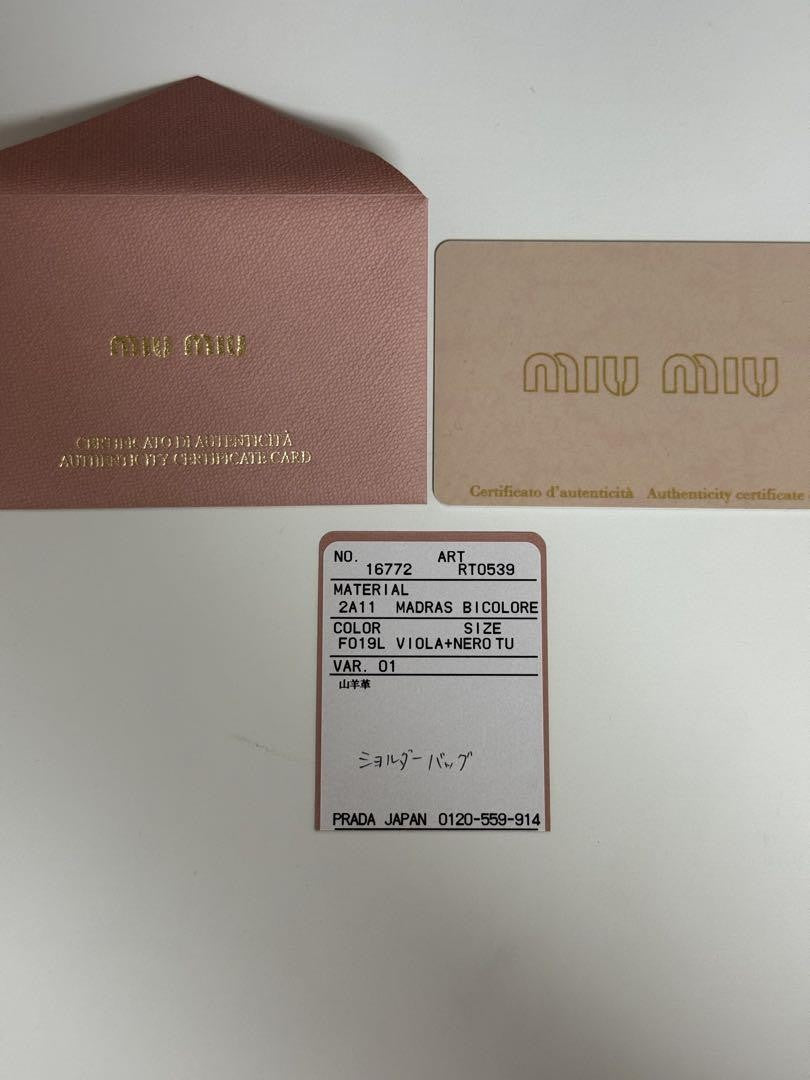 MIU MIU
CERTIFICATO DI AUTENTICITÀ
AUTHENTICITY CERTIFICATE CARD
MIU MIU
Certificato d'autenticità Authenticity certificate
NO. ART
16772 RT0539
MATERIAL
2A11 MADRAS BICOLORE
COLOR SIZE
F019L VIOLA+NERO TU
VAR. 01
山羊革
ショルダーバッグ
PRADA JAPAN 0120-559-914